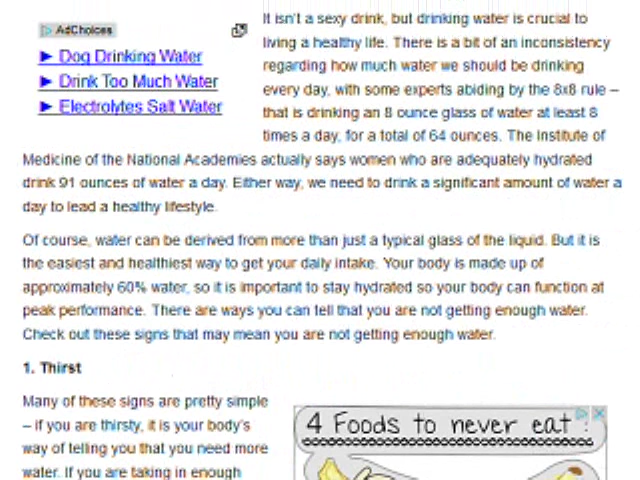 AdChoices
► Dog Drinking Water
► Drink Too Much Water
► Electrolytes Salt Water
It isn't a sexy drink, but drinking water is crucial to
living a healthy life. There is a bit of an inconsistency
regarding how much water we should be drinking
every day, with some experts abiding by the 8x8 rule –
that is drinking an 8 ounce glass of water at least 8
times a day, for a total of 64 ounces. The Institute of
Medicine of the National Academies actually says women who are adequately hydrated
drink 91 ounces of water a day. Either way, we need to drink a significant amount of water a
day to lead a healthy lifestyle.
Of course, water can be derived from more than just a typical glass of the liquid. But it is
the easiest and healthiest way to get your daily intake. Your body is made up of
approximately 60% water, so it is important to stay hydrated so your body can function at
peak performance. There are ways you can tell that you are not getting enough water.
Check out these signs that may mean you are not getting enough water.
1. Thirst
Many of these signs are pretty simple
– if you are thirsty, it is your body's
way of telling you that you need more
water. If you are taking in enough
4 Foods to never eat :